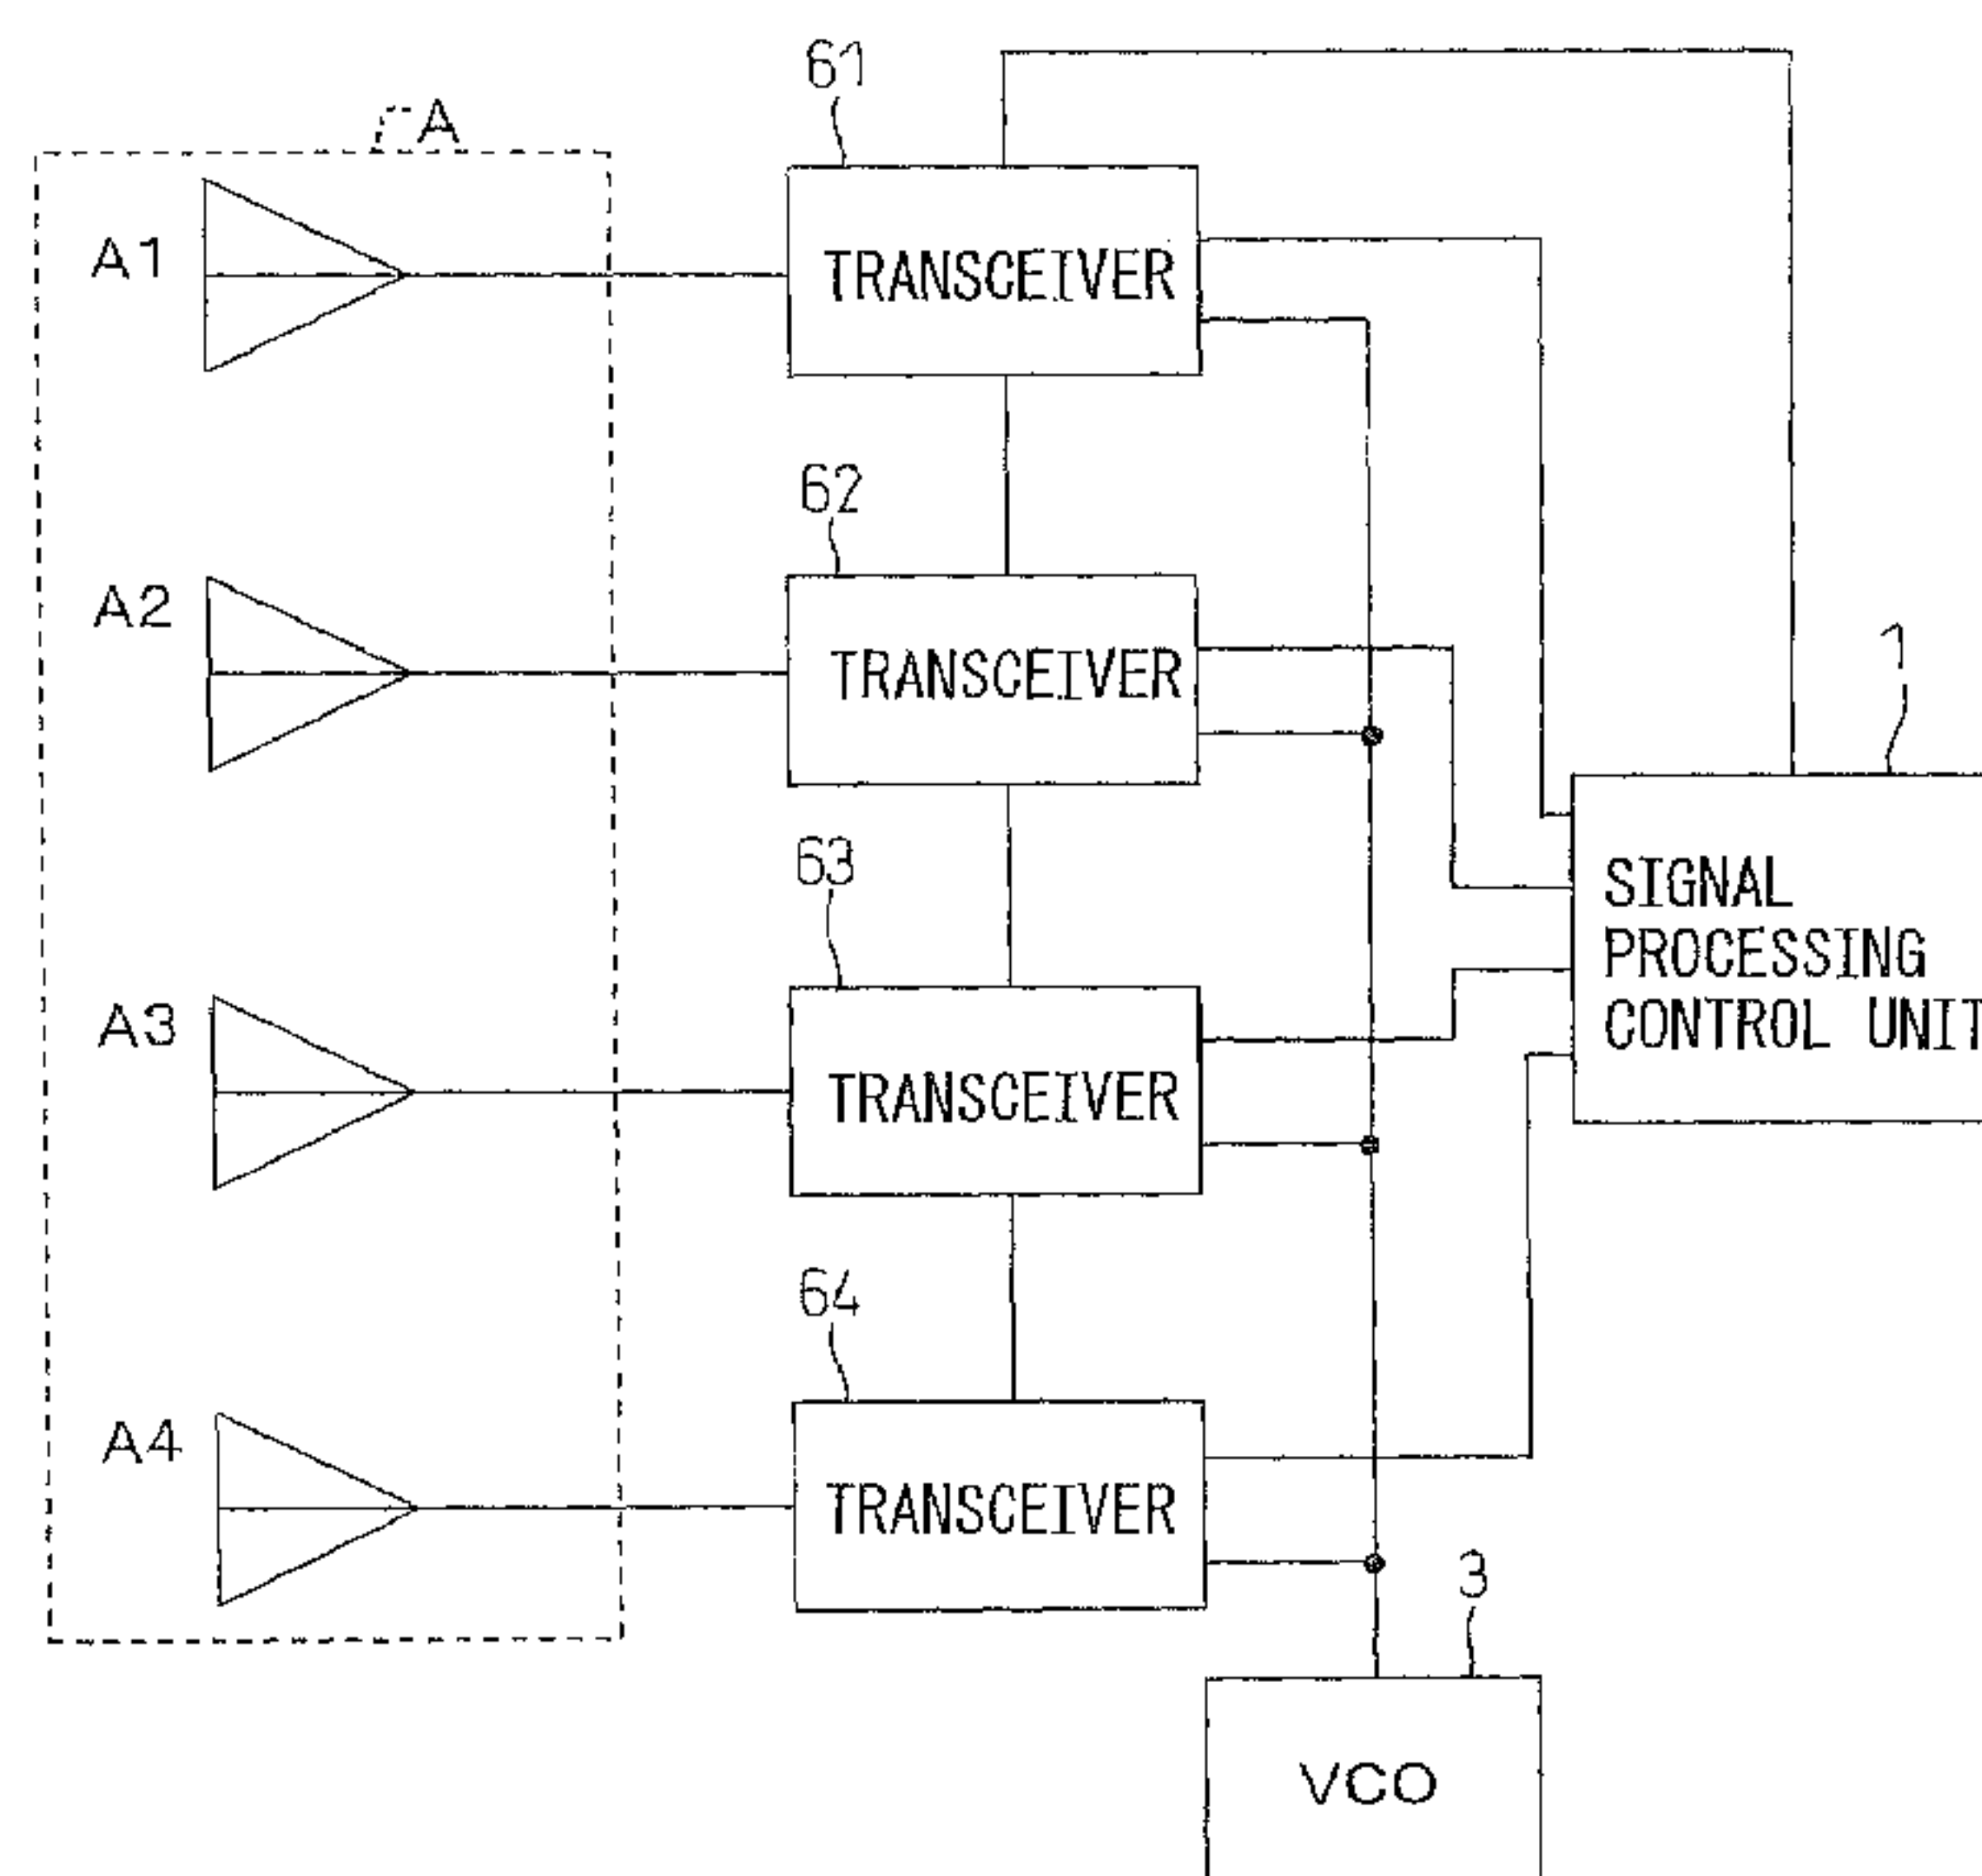 61
A
A1
TRANSCEIVER
62
A2
TRANSCEIVER
1
63
SIGNAL
PROCESSING
CONTROL UNIT
A3
TRANSCEIVER
64
A4
TRANSCEIVER
3
VCO